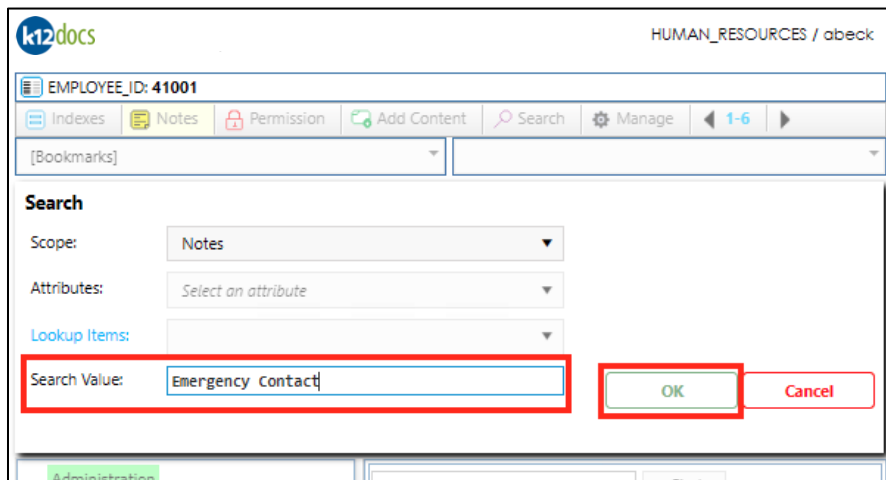 k12docs
HUMAN_RESOURCES / abeck
EMPLOYEE_ID: 41001
Indexes Notes Permission Add Content Search Manage 1-6
[Bookmarks]
Search
Scope: Notes
Attributes: Select an attribute
Lookup Items:
Search Value: Emergency Contact
OK Cancel
Administration